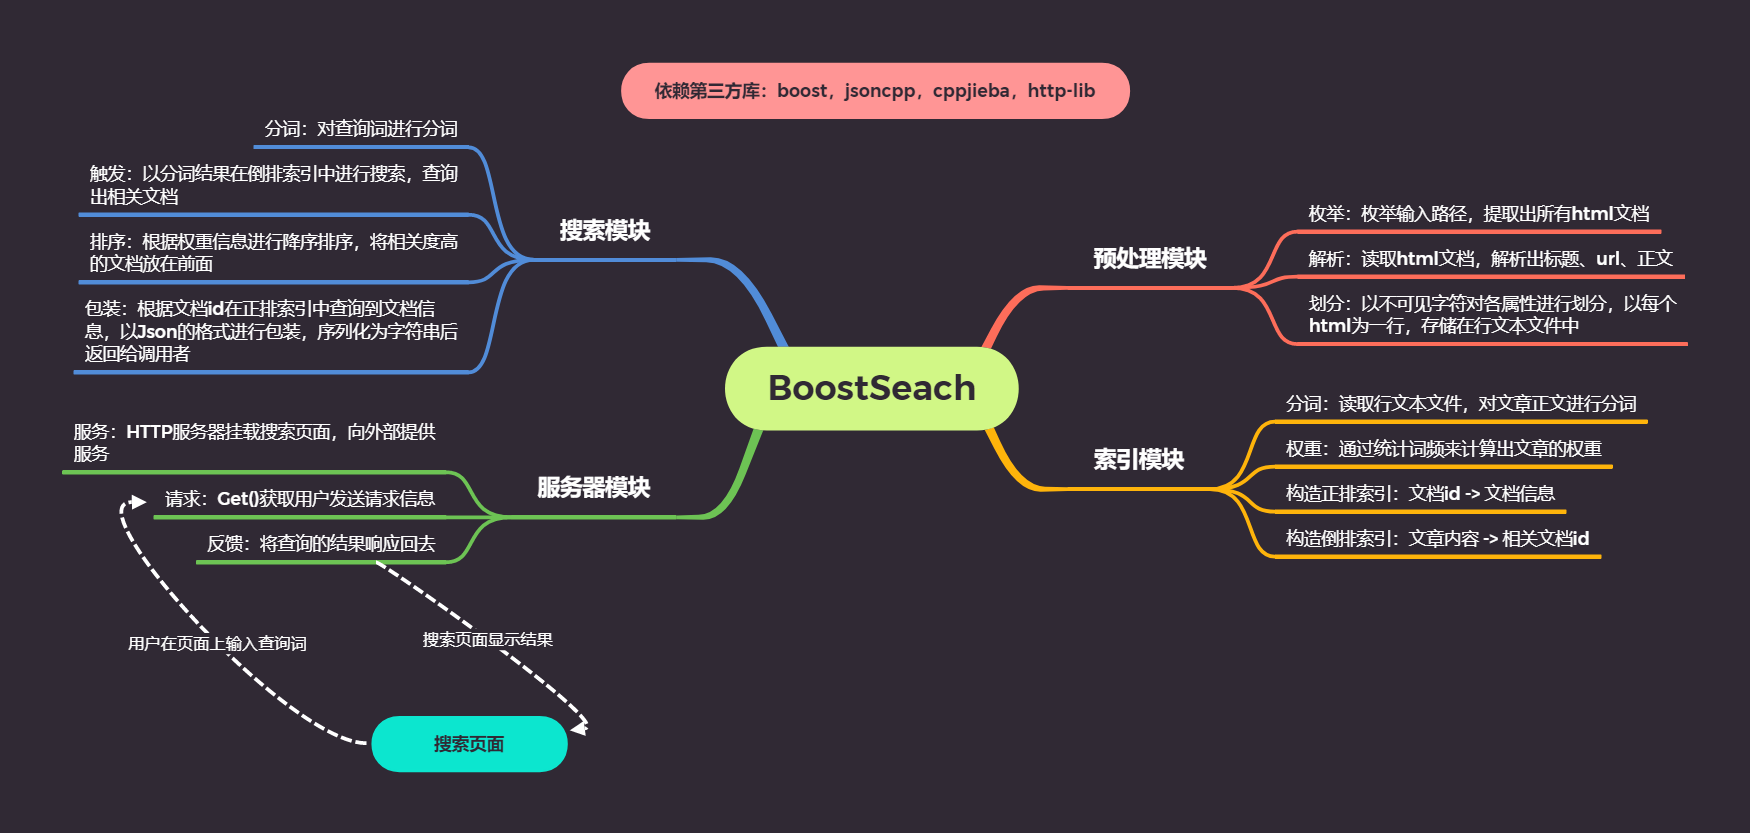 依赖第三方库：boost，jsoncpp，cppjieba，http-lib
BoostSeach
搜索模块
分词：对查询词进行分词
触发：以分词结果在倒排索引中进行搜索，查询
出相关文档
排序：根据权重信息进行降序排序，将相关度高
的文档放在前面
包装：根据文档id在正排索引中查询到文档信
息，以Json的格式进行包装，序列化为字符串后
返回给调用者
服务器模块
服务：HTTP服务器挂载搜索页面，向外部提供
服务
请求：Get()获取用户发送请求信息
反馈：将查询的结果响应回去
用户在页面上输入查询词
搜索页面显示结果
搜索页面
预处理模块
枚举：枚举输入路径，提取出所有html文档
解析：读取html文档，解析出标题、url、正文
划分：以不可见字符对各属性进行划分，以每个
html为一行，存储在行文本文件中
索引模块
分词：读取行文本文件，对文章正文进行分词
权重：通过统计词频来计算出文章的权重
构造正排索引：文档id -> 文档信息
构造倒排索引：文章内容 -> 相关文档id